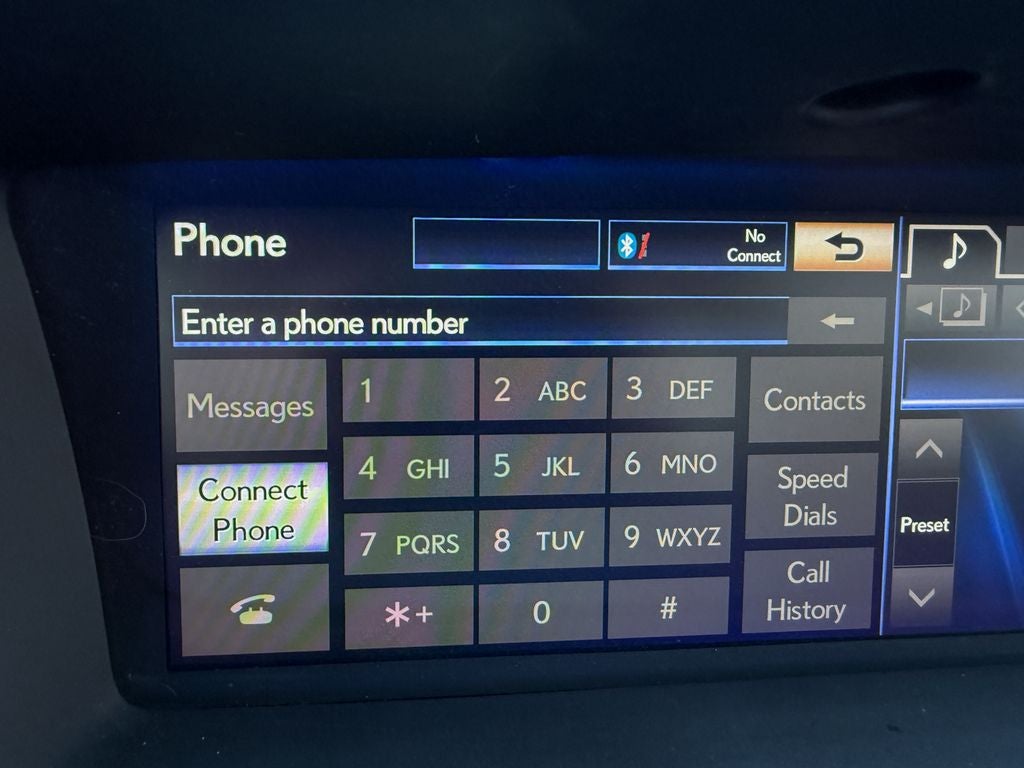 Phone
No
Connect
Enter a phone number
Messages
1
2 ABC
3 DEF
Contacts
Connect
Phone
4 GHI
5 JKL
6 MNO
Speed
Dials
7 PQRS
8 TUV
9 WXYZ
Preset
*+
0
#
Call
History